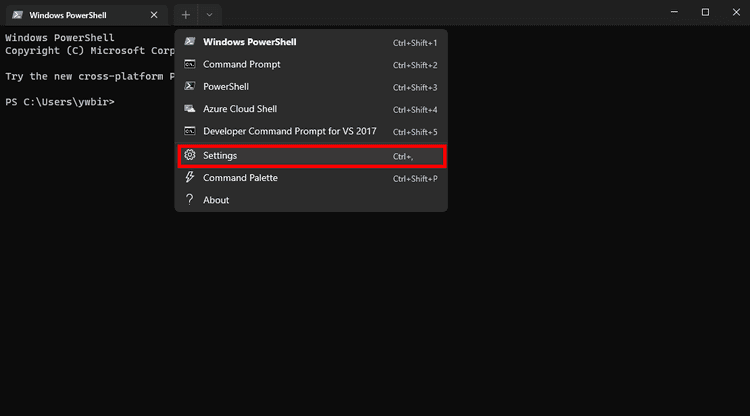 Windows PowerShell
Windows PowerShell
Copyright (C) Microsoft Corp
Try the new cross-platform P
PS C:\Users\ywbir>
Windows PowerShell Ctrl+Shift+1
Command Prompt Ctrl+Shift+2
PowerShell Ctrl+Shift+3
Azure Cloud Shell Ctrl+Shift+4
Developer Command Prompt for VS 2017 Ctrl+Shift+5
Settings Ctrl+,
Command Palette Ctrl+Shift+P
About